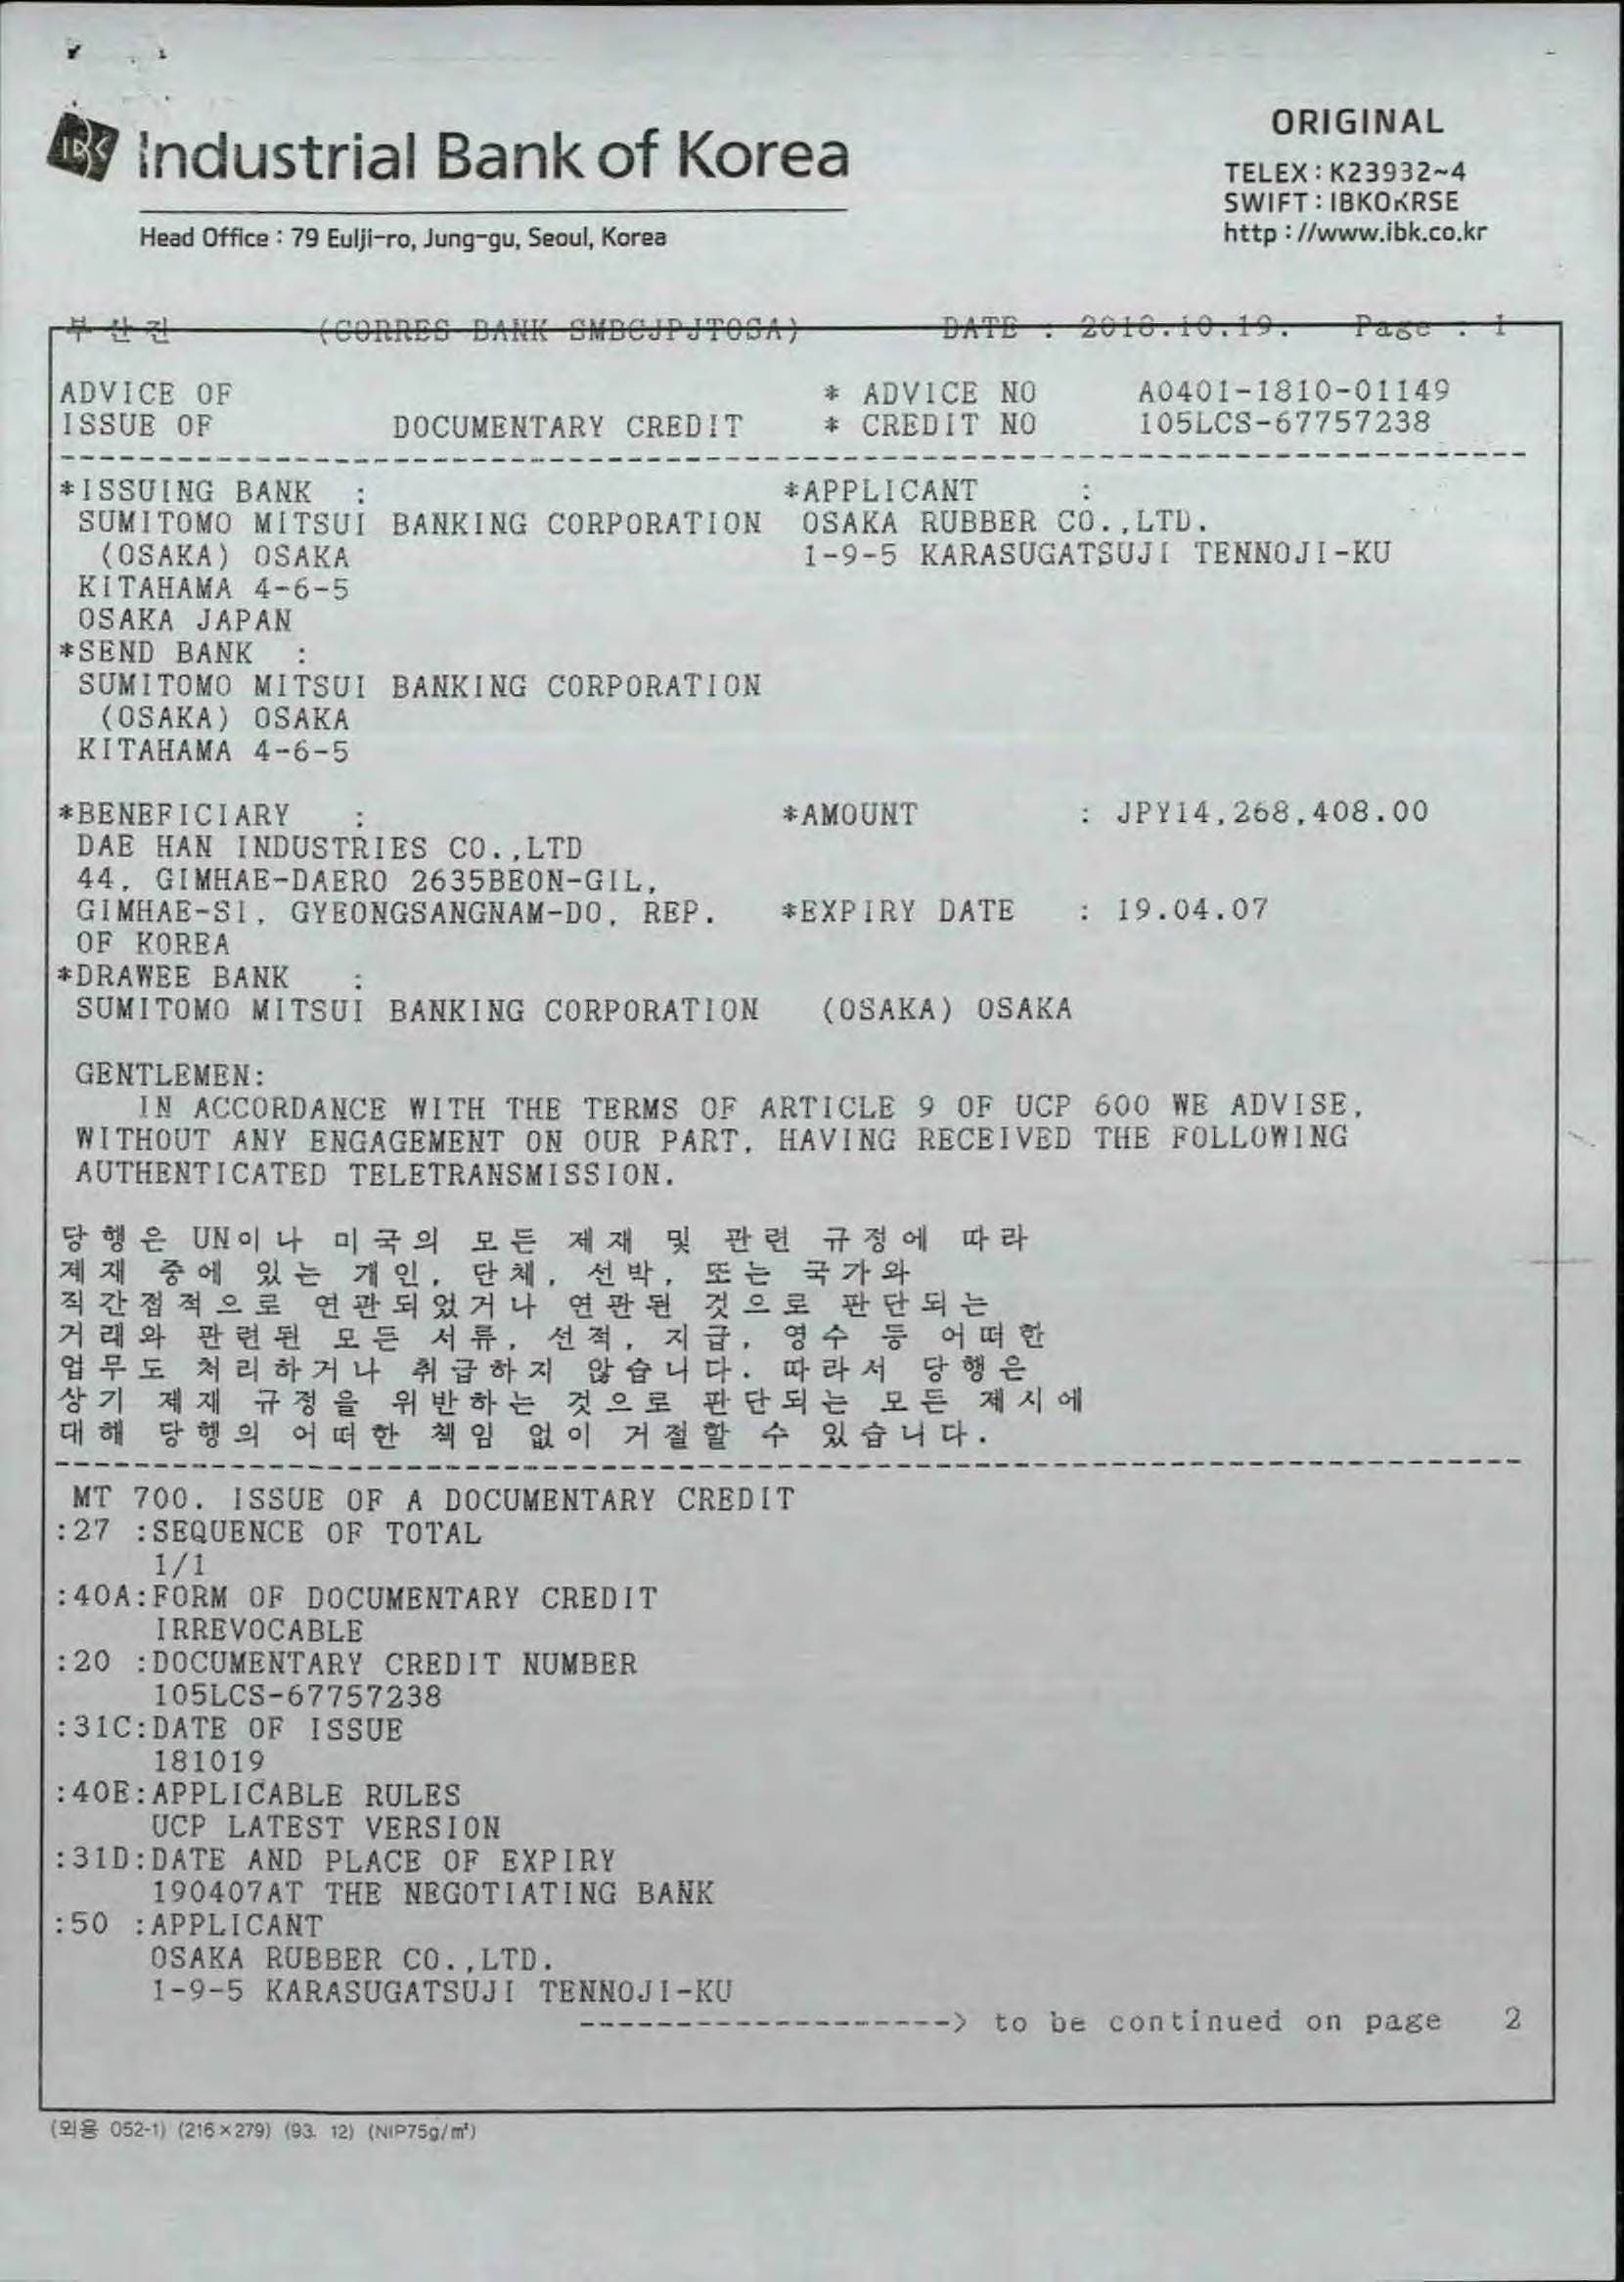 IBK Industrial Bank of Korea
Head Office : 79 Eulji-ro, Jung-gu, Seoul, Korea
ORIGINAL
TELEX : K23932~4
SWIFT : IBKOKRSE
http : //www.ibk.co.kr
부산진 (CORRES BANK SMBCJPJTOSA) DATE : 2018.10.19. Page : 1
ADVICE OF * ADVICE NO A0401-1810-01149
ISSUE OF DOCUMENTARY CREDIT * CREDIT NO 105LCS-67757238
*ISSUING BANK : *APPLICANT :
SUMITOMO MITSUI BANKING CORPORATION OSAKA RUBBER CO.,LTD.
(OSAKA) OSAKA 1-9-5 KARASUGATSUJI TENNOJI-KU
KITAHAMA 4-6-5
OSAKA JAPAN
*SEND BANK :
SUMITOMO MITSUI BANKING CORPORATION
(OSAKA) OSAKA
KITAHAMA 4-6-5
*BENEFICIARY : *AMOUNT : JPY14,268,408.00
DAE HAN INDUSTRIES CO.,LTD
44, GIMHAE-DAERO 2635BEON-GIL,
GIMHAE-SI, GYEONGSANGNAM-DO, REP. *EXPIRY DATE : 19.04.07
OF KOREA
*DRAWEE BANK :
SUMITOMO MITSUI BANKING CORPORATION (OSAKA) OSAKA
GENTLEMEN:
IN ACCORDANCE WITH THE TERMS OF ARTICLE 9 OF UCP 600 WE ADVISE,
WITHOUT ANY ENGAGEMENT ON OUR PART, HAVING RECEIVED THE FOLLOWING
AUTHENTICATED TELETRANSMISSION.
당행은 UN이나 미국의 모든 제재 및 관련 규정에 따라
제재 중에 있는 개인, 단체, 선박, 또는 국가와
직간접적으로 연관되었거나 연관된 것으로 판단되는
거래와 관련된 모든 서류, 선적, 지급, 영수 등 어떠한
업무도 처리하거나 취급하지 않습니다. 따라서 당행은
상기 제재 규정을 위반하는 것으로 판단되는 모든 제시에
대해 당행의 어떠한 책임 없이 거절할 수 있습니다.
MT 700. ISSUE OF A DOCUMENTARY CREDIT
:27 :SEQUENCE OF TOTAL
1/1
:40A:FORM OF DOCUMENTARY CREDIT
IRREVOCABLE
:20 :DOCUMENTARY CREDIT NUMBER
105LCS-67757238
:31C:DATE OF ISSUE
181019
:40E:APPLICABLE RULES
UCP LATEST VERSION
:31D:DATE AND PLACE OF EXPIRY
190407AT THE NEGOTIATING BANK
:50 :APPLICANT
OSAKA RUBBER CO.,LTD.
1-9-5 KARASUGATSUJI TENNOJI-KU
-------------------> to be continued on page 2
(외용 052-1) (216×279) (93. 12) (NIP75g/㎡)